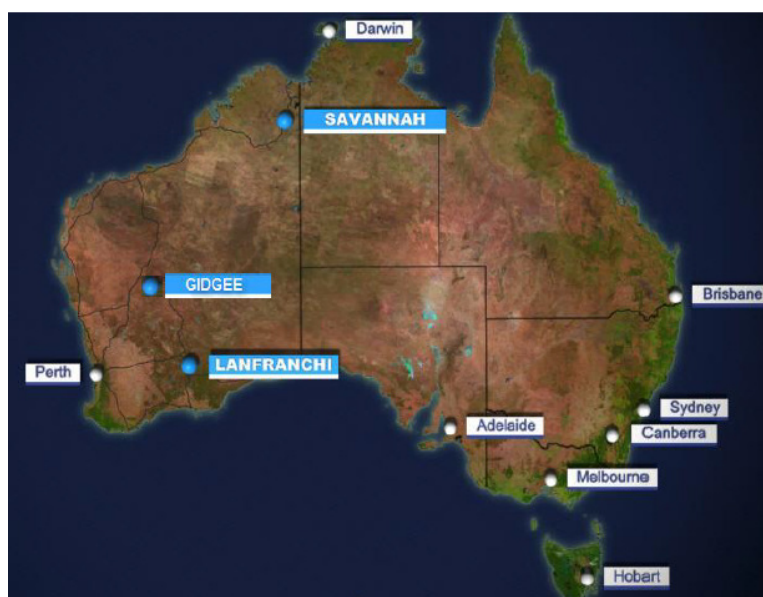 Darwin
SAVANNAH
GIDGEE
Brisbane
LANFRANCHI
Perth
Sydney
Adelaide
Canberra
Melbourne
Hobart